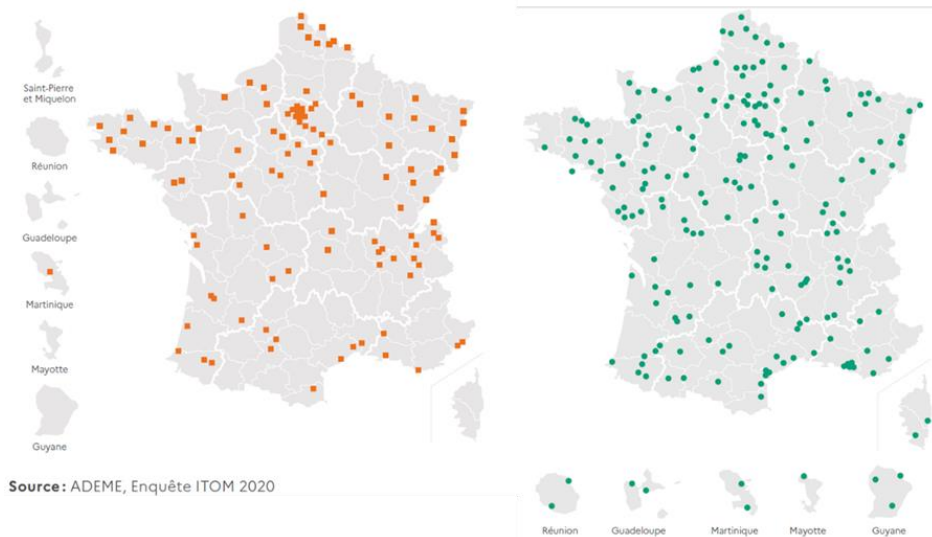 Saint-Pierre
et Miquelon
Réunion
Guadeloupe
Martinique
Mayotte
Guyane
Source : ADEME, Enquête ITOM 2020
Réunion
Guadeloupe
Martinique
Mayotte
Guyane